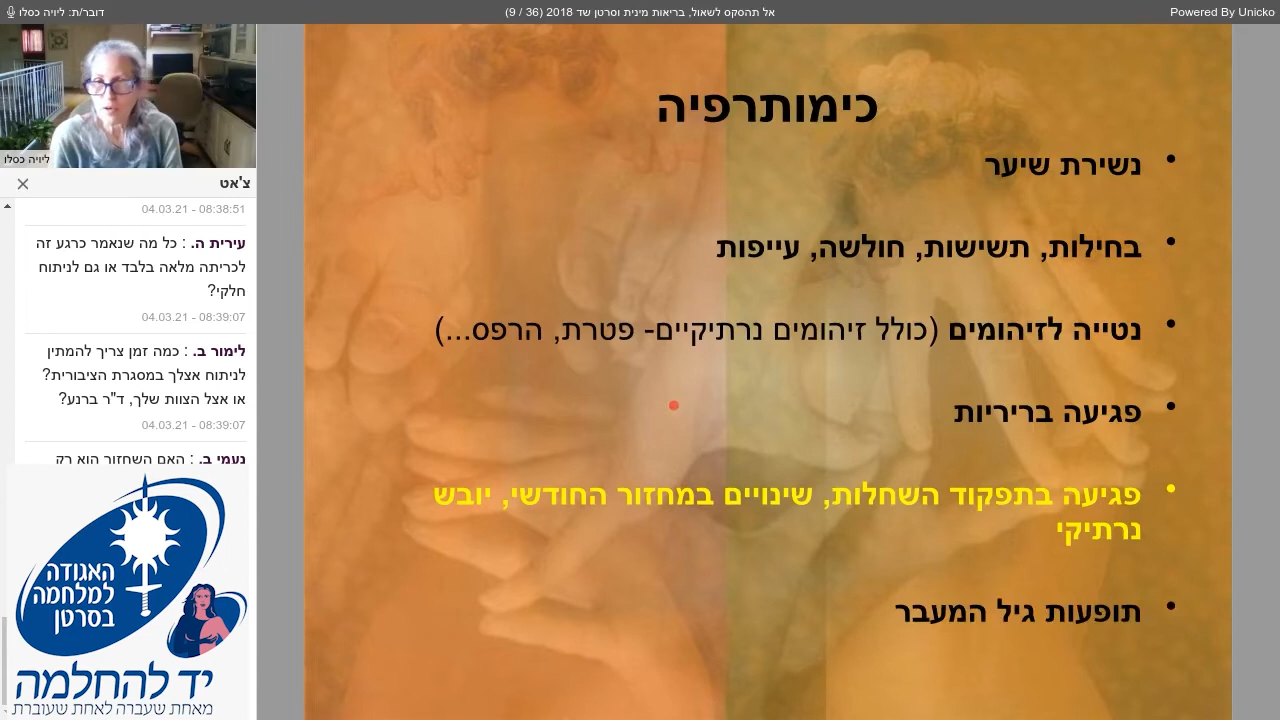 דובר/ת: ליויה כסלו
אל תהסקס לשאול, בריאות מינית וסרטן שד 2018 (36 / 9)
Powered By Unicko
ליויה כסלו
צ'אט
04.03.21 - 08:38:51
עירית ה. : כל מה שנאמר כרגע זה
לכריתה מלאה בלבד או גם לניתוח
חלקי?
04.03.21 - 08:39:07
לימור ב. : כמה זמן צריך להמתין
לניתוח אצלך במסגרת הציבורית?
או אצל הצוות שלך, ד"ר ברנע?
04.03.21 - 08:39:07
נעמי ב. : האם השחזור הוא רק
האגודה
למלחמה
בסרטן
יד להחלמה
מאחת שעברה לאחת שעוברת
כימותרפיה
• נשירת שיער
• בחילות, תשישות, חולשה, עייפות
• נטייה לזיהומים (כולל זיהומים נרתיקיים- פטרת, הרפס...)
• פגיעה בריריות
• פגיעה בתפקוד השחלות, שינויים במחזור החודשי, יובש
נרתיקי
• תופעות גיל המעבר